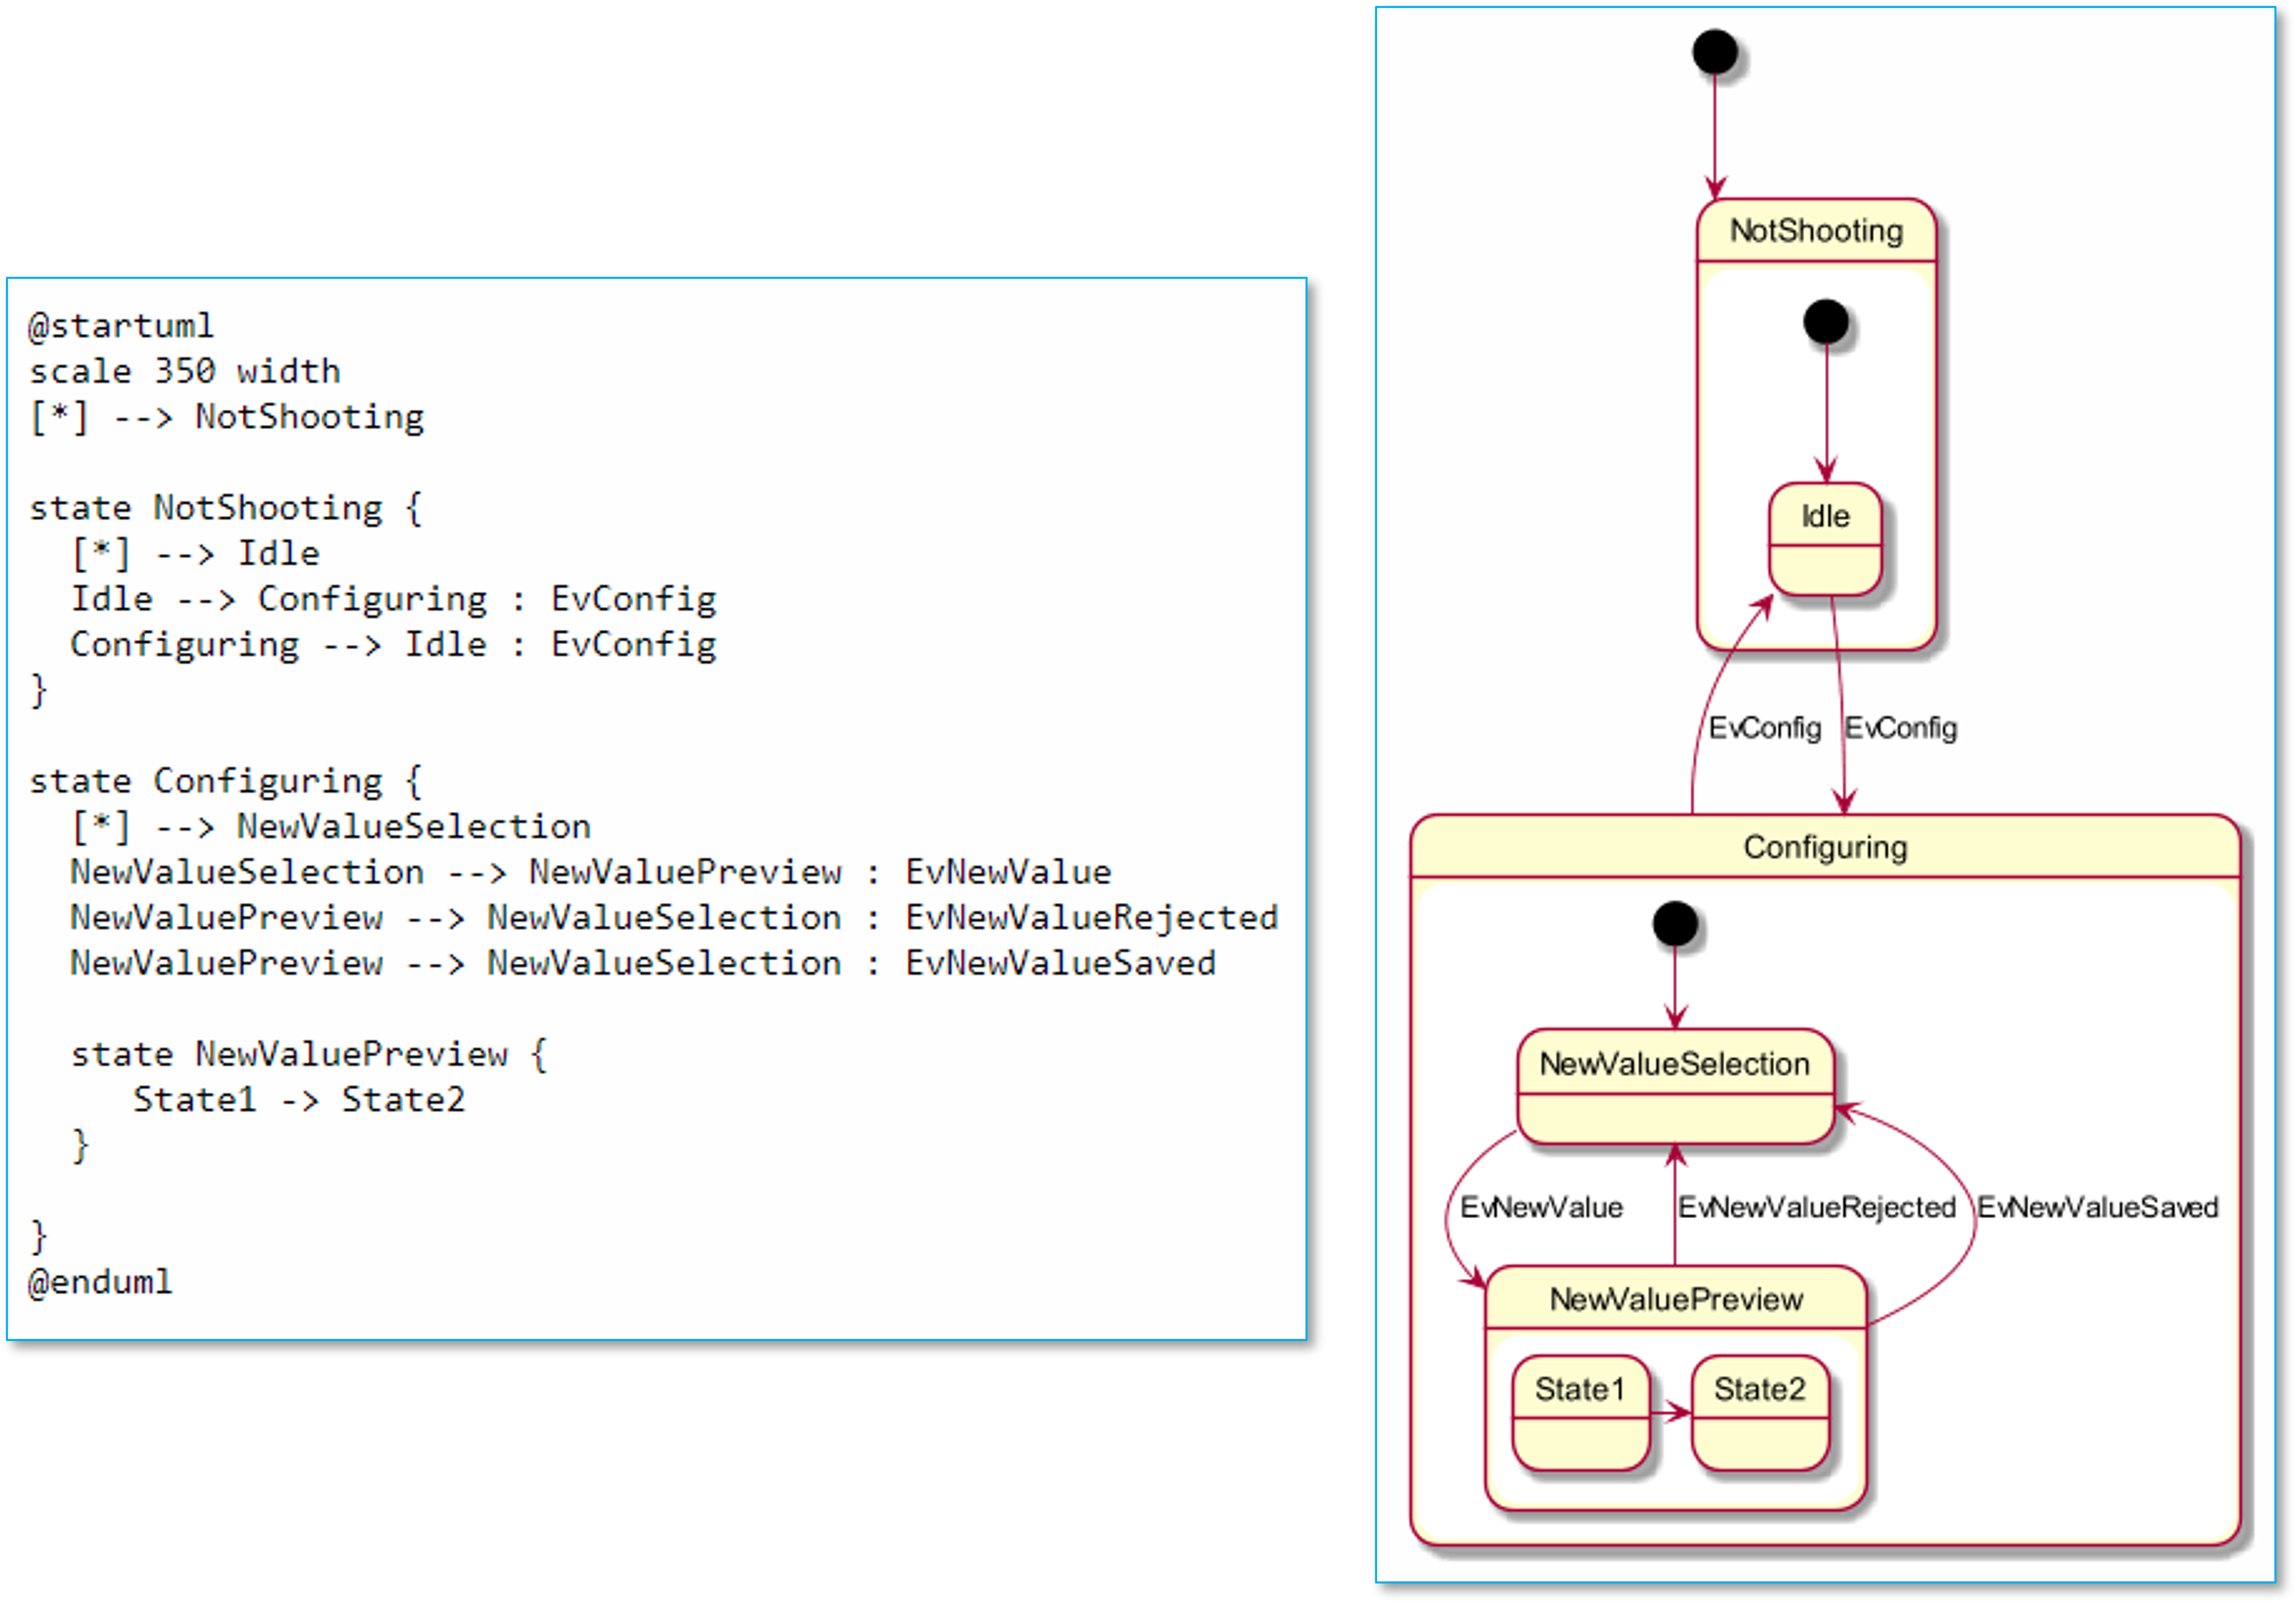 @startuml
scale 350 width
[*] --> NotShooting
state NotShooting {
[*] --> Idle
Idle --> Configuring : EvConfig
Configuring --> Idle : EvConfig
}
state Configuring {
[*] --> NewValueSelection
NewValueSelection --> NewValuePreview : EvNewValue
NewValuePreview --> NewValueSelection : EvNewValueRejected
NewValuePreview --> NewValueSelection : EvNewValueSaved
state NewValuePreview {
State1 -> State2
}
}
@enduml
NotShooting
Idle
EvConfig EvConfig
Configuring
NewValueSelection
EvNewValue EvNewValueRejected EvNewValueSaved
NewValuePreview
State1 State2